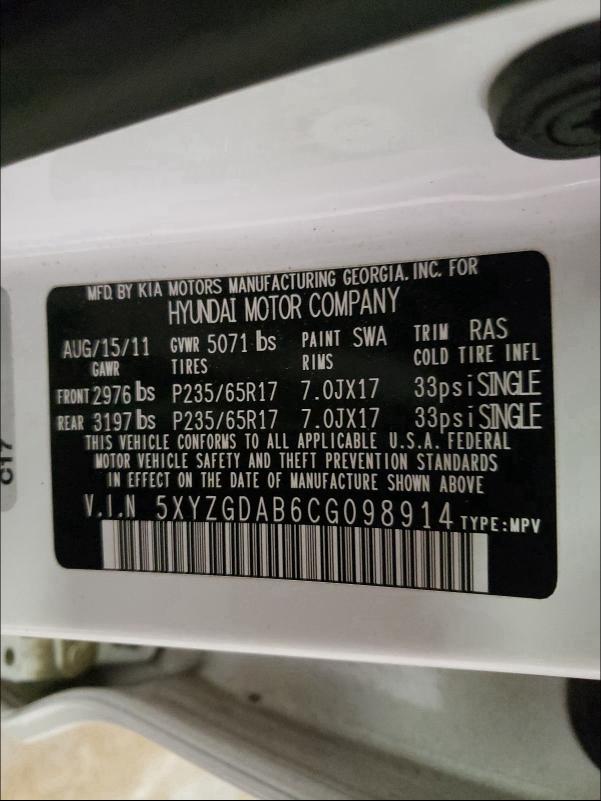 MFD. BY KIA MOTORS MANUFACTURING GEORGIA. INC. FOR
HYUNDAI MOTOR COMPANY
AUG/15/11 GVWR 5071 lbs PAINT SWA TRIM RAS
GAWR TIRES RIMS COLD TIRE INFL
FRONT 2976 lbs P235/65R17 7.0JX17 33psi SINGLE
REAR 3197 lbs P235/65R17 7.0JX17 33psi SINGLE
THIS VEHICLE CONFORMS TO ALL APPLICABLE U.S.A. FEDERAL
MOTOR VEHICLE SAFETY AND THEFT PREVENTION STANDARDS
IN EFFECT ON THE DATE OF MANUFACTURE SHOWN ABOVE
V.I.N 5XYZGDAB6CG098914 TYPE:MPV
C17